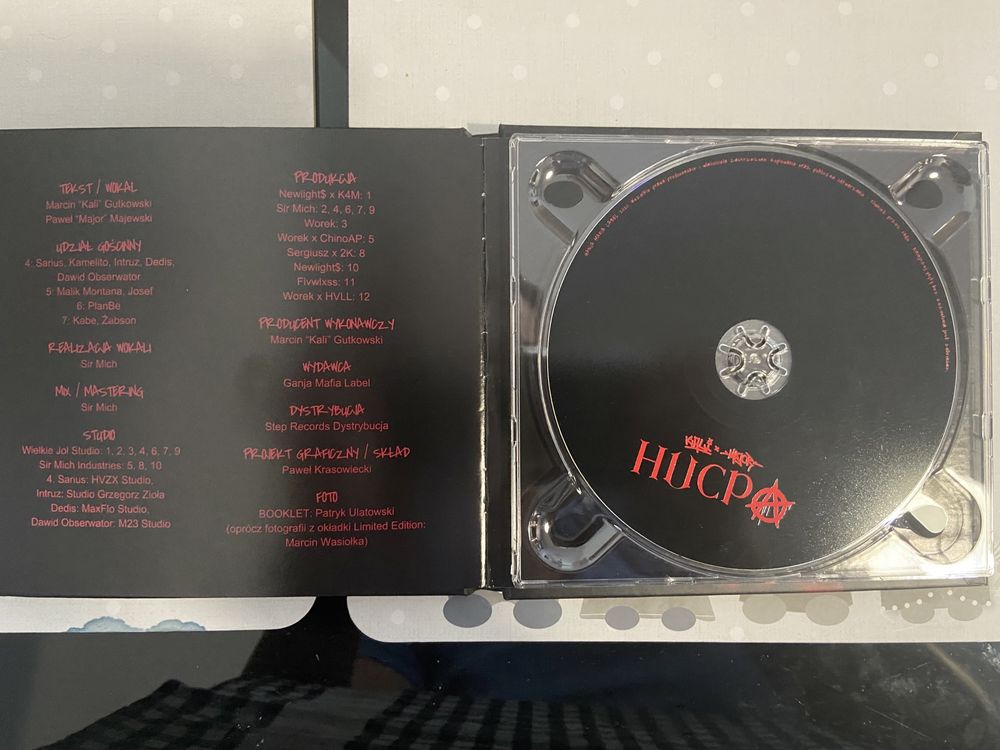 TEKST / WOKAL
Marcin "Kali" Gutkowski
Paweł "Major" Majewski
UDZIAŁ GOŚCINNY
4: Sarius, Kamelito, Intruz, Dedis,
Dawid Obserwator
5: Malik Montana, Josef
6: PlanBe
7: Kabe, Żabson
REALIZACJA WOKALI
Sir Mich
MIX / MASTERING
Sir Mich
STUDIO
Wielkie Joł Studio: 1, 2, 3, 4, 6, 7, 9
Sir Mich Industries: 5, 8, 10
4. Sarius: HVZX Studio,
Intruz: Studio Grzegorz Zioła
Dedis: MaxFlo Studio,
Dawid Obserwator: M23 Studio
PRODUKCJA
Newlight$ x K4M: 1
Sir Mich: 2, 4, 6, 7, 9
Worek: 3
Worek x ChinoAP: 5
Sergiusz x 2K: 8
Newlight$: 10
Flvwlxss: 11
Worek x HVLL: 12
PRODUCENT WYKONAWCZY
Marcin "Kali" Gutkowski
WYDAWCA
Ganja Mafia Label
DYSTRYBUCJA
Step Records Dystrybucja
PROJEKT GRAFICZNY / SKŁAD
Paweł Krasowiecki
FOTO
BOOKLET: Patryk Ulatowski
(oprócz fotografii z okładki Limited Edition:
Marcin Wasiołka)
HUCPA